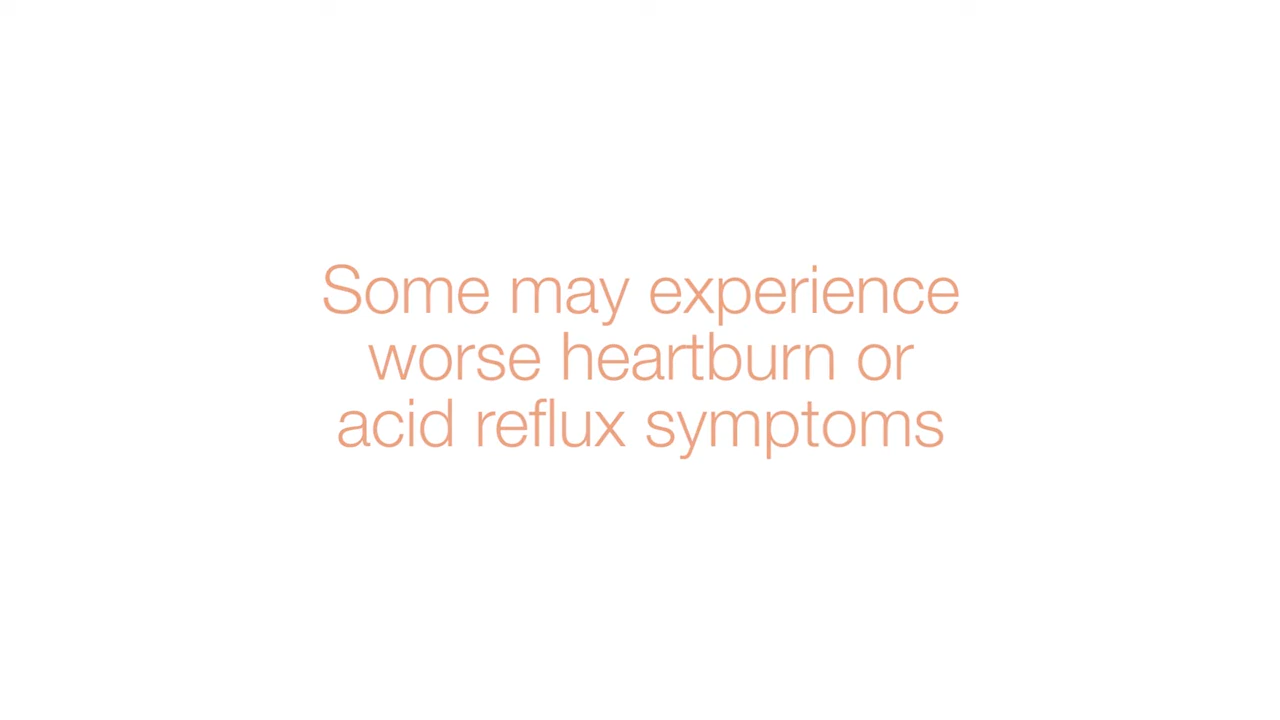 Some may experience
worse heartburn or
acid reflux symptoms